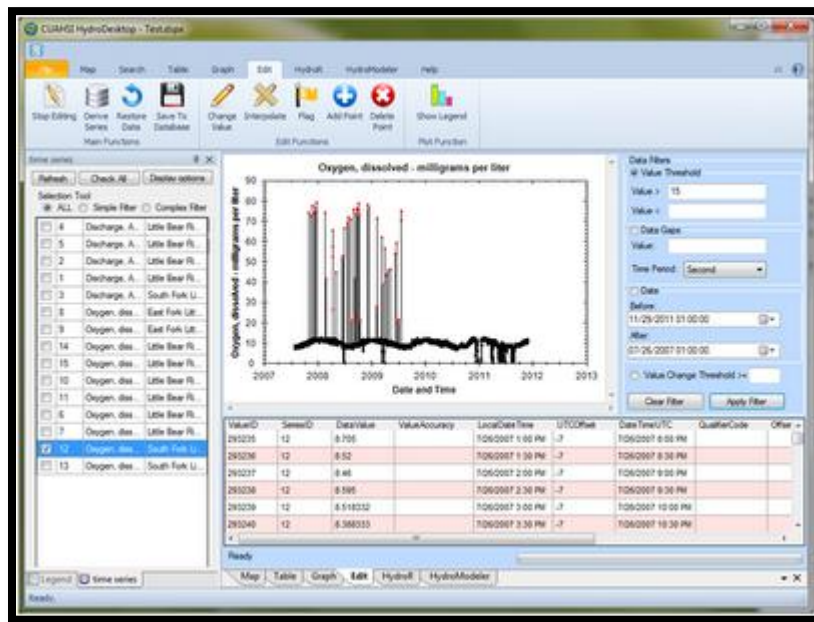 CUAHSI HydroDesktop - Test.dspx
Map Search Table Graph Edit HydroR HydroModeler Help
Stop Editing Derive Series Restore Data Save To Database Change Value Interpolate Flag Add Point Delete Point Show Legend
Main Functions Edit Functions Plot Function
time series
Refresh Check All Display options
Selection Tool
ALL Simple Filter Complex Filter
4 Discharge. A... Little Bear Ri...
5 Discharge. A... Little Bear Ri...
2 Discharge. A... Little Bear Ri...
1 Discharge. A... Little Bear Ri...
3 Discharge. A... South Fork Li...
8 Oxygen, diss... East Fork Litt...
9 Oxygen, diss... East Fork Litt...
14 Oxygen, diss... Little Bear Ri...
15 Oxygen, diss... Little Bear Ri...
10 Oxygen, diss... Little Bear Ri...
11 Oxygen, diss... Little Bear Ri...
6 Oxygen, diss... Little Bear Ri...
7 Oxygen, diss... Little Bear Ri...
12 Oxygen, diss... South Fork Li...
13 Oxygen, diss... South Fork Li...
Legend time series
Oxygen, dissolved - milligrams per liter
Oxygen, dissolved - milligrams per liter
90
80
70
60
50
40
30
20
10
0
2007 2008 2009 2010 2011 2012 2013
Date and Time
Data Filters
Value Threshold
Value > 15
Value <
Data Gaps
Value:
Time Period: Second
Date
Before:
11/29/2011 01:00:00
After:
07/26/2007 01:00:00
Value Change Threshold >=
Clear Filter Apply Filter
ValueID SeriesID DataValue ValueAccuracy LocalDateTime UTCOffset DateTimeUTC QualifierCode Offset
293235 12 8.705 7/26/2007 1:00 PM -7 7/26/2007 8:00 PM
293236 12 8.52 7/26/2007 1:30 PM -7 7/26/2007 8:30 PM
293237 12 8.46 7/26/2007 2:00 PM -7 7/26/2007 9:00 PM
293238 12 8.595 7/26/2007 2:30 PM -7 7/26/2007 9:30 PM
293239 12 8.518332 7/26/2007 3:00 PM -7 7/26/2007 10:00 PM
293240 12 8.388333 7/26/2007 3:30 PM -7 7/26/2007 10:30 PM
Ready
Map Table Graph Edit HydroR HydroModeler
Ready.